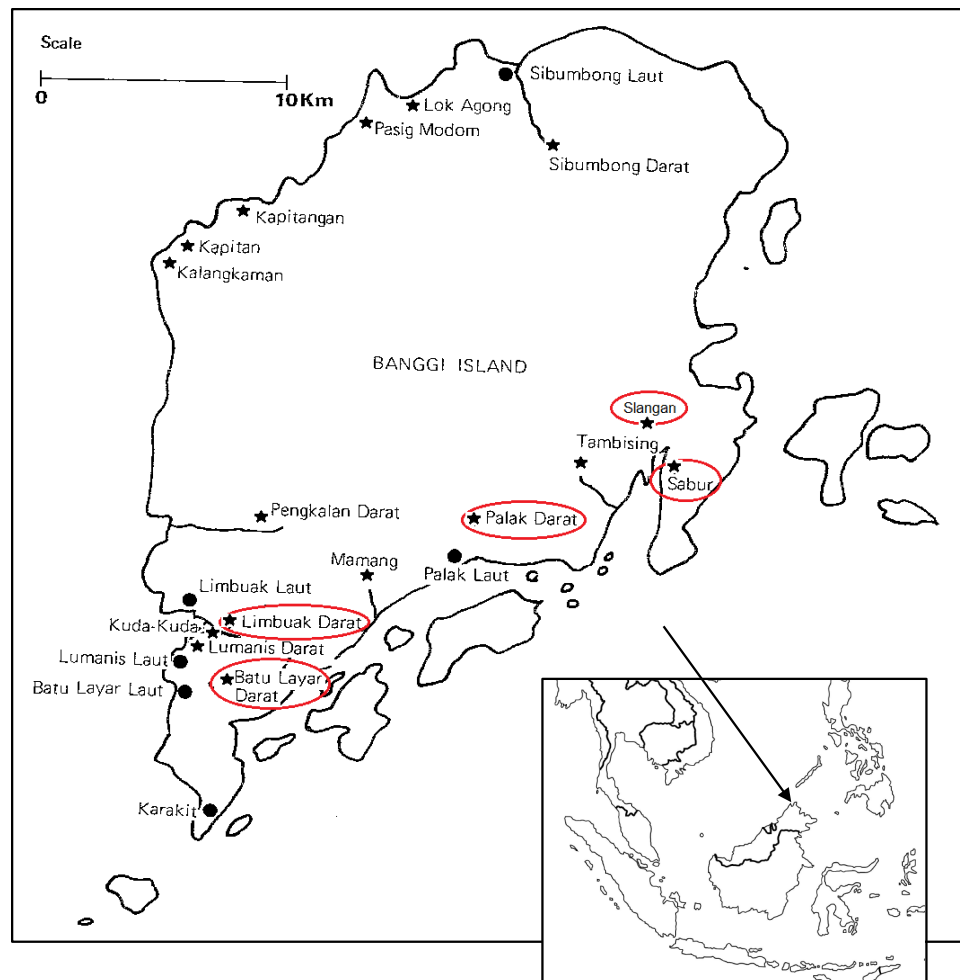 Scale
0
10Km
Sibumbong Laut
Lok Agong
Pasig Modom
Sibumbong Darat
Kapitangan
Kapitan
Kalangkaman
BANGGI ISLAND
Slangan
Tambising
Sabur
Pengkalan Darat
Palak Darat
Mamang
Palak Laut
Limbuak Laut
Limbuak Darat
Kuda-Kuda
Lumanis Darat
Lumanis Laut
Batu Layar
Darat
Batu Layar Laut
Karakit